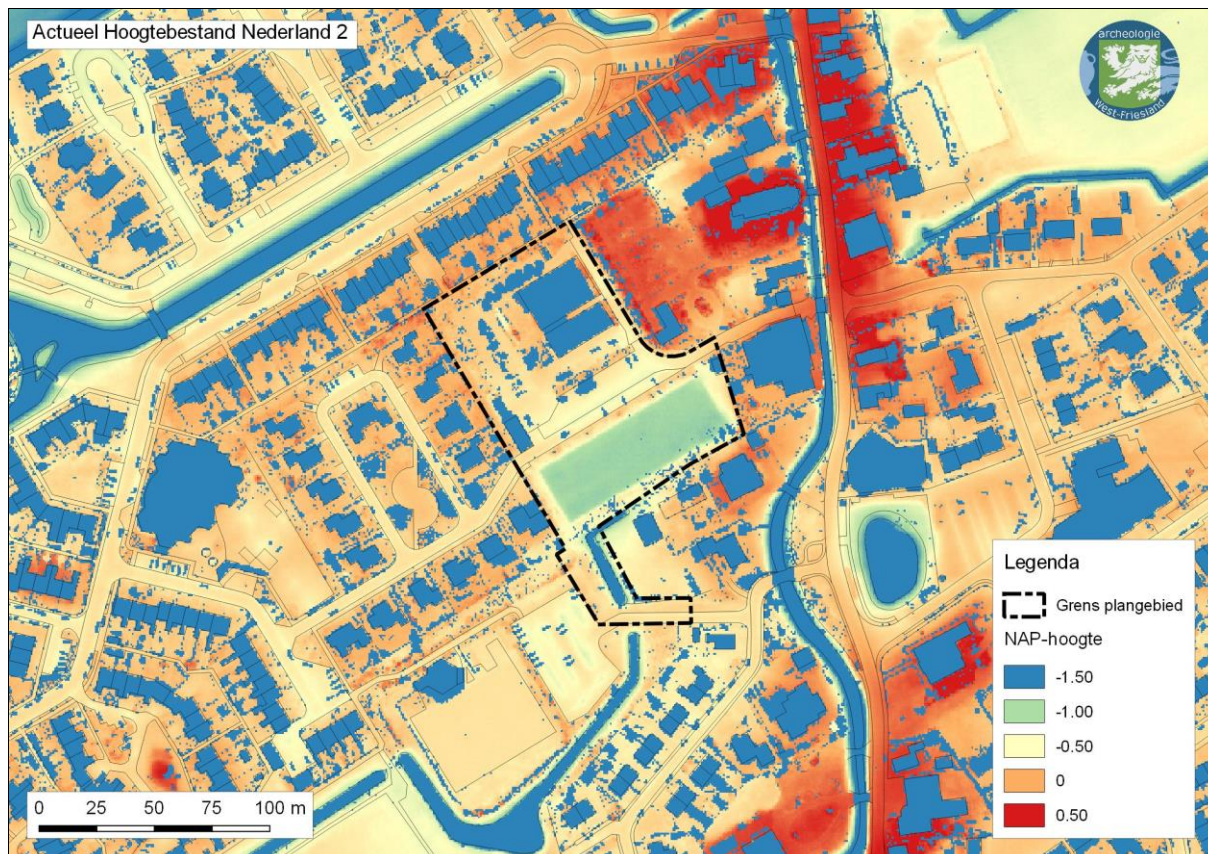 Actueel Hoogtebestand Nederland 2
archeologie
West-Friesland
Legenda
Grens plangebied
NAP-hoogte
-1.50
-1.00
-0.50
0
0.50
0 25 50 75 100 m